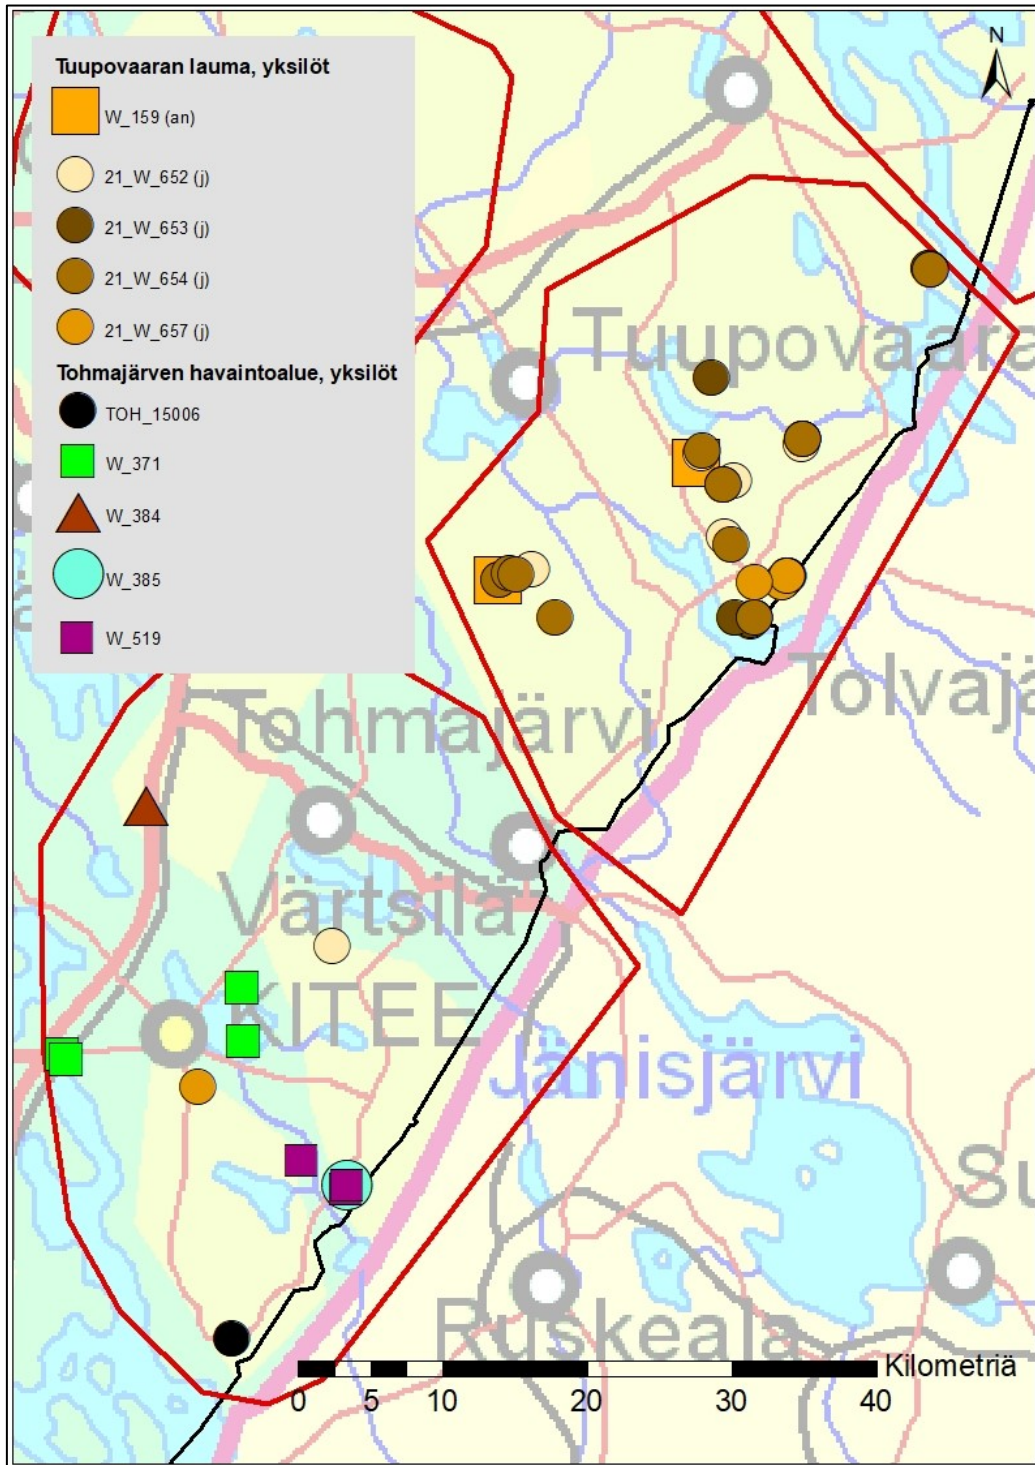 Tuupovaaran lauma, yksilöt
W_159 (an)
21_W_652 (j)
21_W_653 (j)
21_W_654 (j)
21_W_657 (j)
Tohmajärven havaintoalue, yksilöt
TOH_15006
W_371
W_384
W_385
W_519
N
Tuupovaara
Tolvajä
Tohmajärvi
Värtsilä
KITEE
Jänisjärvi
Su
Ruskeala
Kilometriä
0 5 10 20 30 40